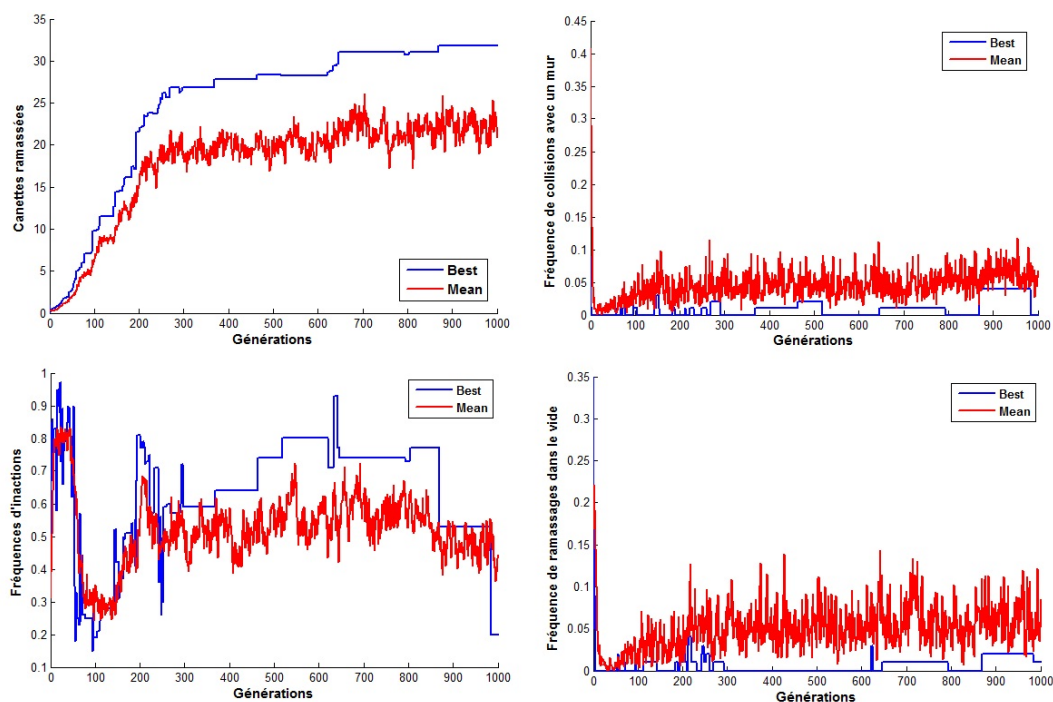 35
30
25
20
15
10
5
0
Canettes ramassées
Best
Mean
0 100 200 300 400 500 600 700 800 900 1000
Générations
0.45
0.4
0.35
0.3
0.25
0.2
0.15
0.1
0.05
0
Fréquence de collisions avec un mur
Best
Mean
0 100 200 300 400 500 600 700 800 900 1000
Générations
1
0.9
0.8
0.7
0.6
0.5
0.4
0.3
0.2
0.1
Fréquences d'inactions
Best
Mean
0 100 200 300 400 500 600 700 800 900 1000
Générations
0.35
0.3
0.25
0.2
0.15
0.1
0.05
0
Fréquence de ramassages dans le vide
Best
Mean
0 100 200 300 400 500 600 700 800 900 1000
Générations